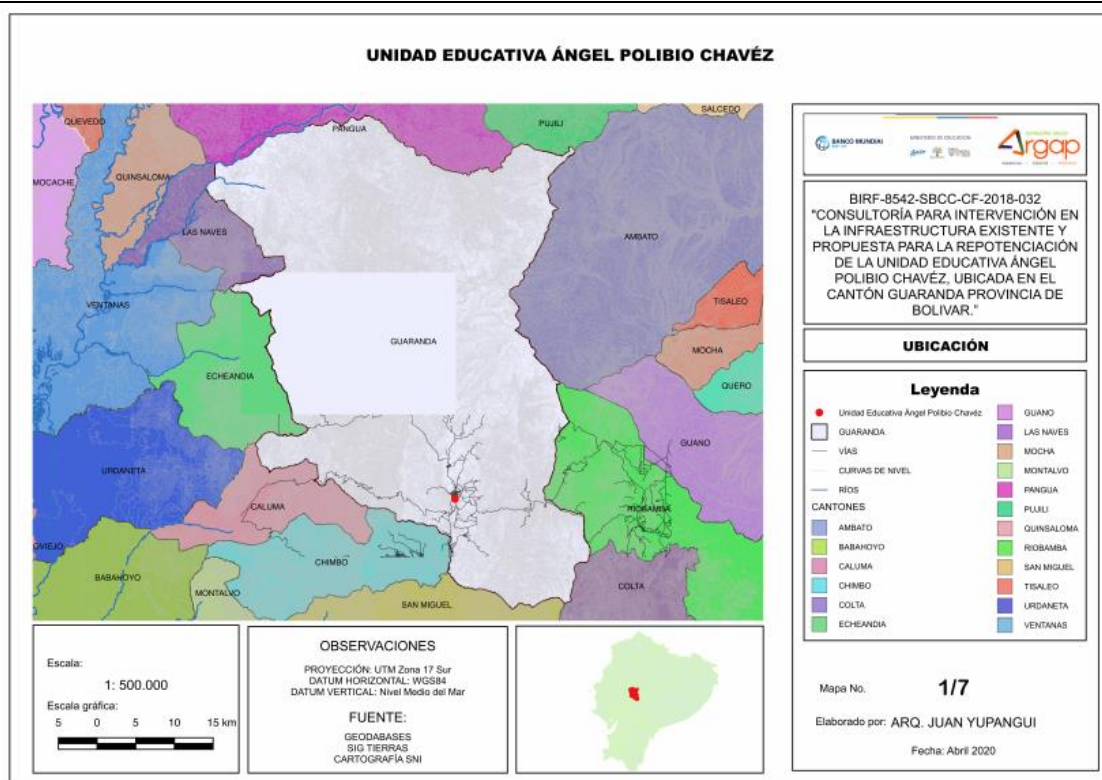 UNIDAD EDUCATIVA ÁNGEL POLIBIO CHAVÉZ
QUEVEDO
PANGUA
PUJILI
SALCEDO
MOCACHE
QUINSALOMA
LAS NAVES
AMBATO
VENTANAS
TISALEO
GUARANDA
MOCHA
ECHEANDIA
QUERO
GUANO
URDANETA
CALUMA
RIOBAMBA
OVIEJO
CHIMBO
BABAHOYO
MONTALVO
COLTA
SAN MIGUEL
BANCO MUNDIAL
MINISTERIO DE EDUCACIÓN
Argap
BIRF-8542-SBCC-CF-2018-032
"CONSULTORÍA PARA INTERVENCIÓN EN
LA INFRAESTRUCTURA EXISTENTE Y
PROPUESTA PARA LA REPOTENCIACIÓN
DE LA UNIDAD EDUCATIVA ÁNGEL
POLIBIO CHAVÉZ, UBICADA EN EL
CANTÓN GUARANDA PROVINCIA DE
BOLIVAR."
UBICACIÓN
Leyenda
Unidad Educativa Ángel Polibio Chavéz
GUARANDA
VÍAS
CURVAS DE NIVEL
RÍOS
CANTONES
AMBATO
BABAHOYO
CALUMA
CHIMBO
COLTA
ECHEANDIA
GUANO
LAS NAVES
MOCHA
MONTALVO
PANGUA
PUJILI
QUINSALOMA
RIOBAMBA
SAN MIGUEL
TISALEO
URDANETA
VENTANAS
Escala:
1: 500.000
Escala gráfica:
5 0 5 10 15 km
OBSERVACIONES
PROYECCIÓN: UTM Zona 17 Sur
DATUM HORIZONTAL: WGS84
DATUM VERTICAL: Nivel Medio del Mar
FUENTE:
GEODABASES
SIG TIERRAS
CARTOGRAFÍA SNI
Mapa No. 1/7
Elaborado por: ARQ. JUAN YUPANGUI
Fecha: Abril 2020